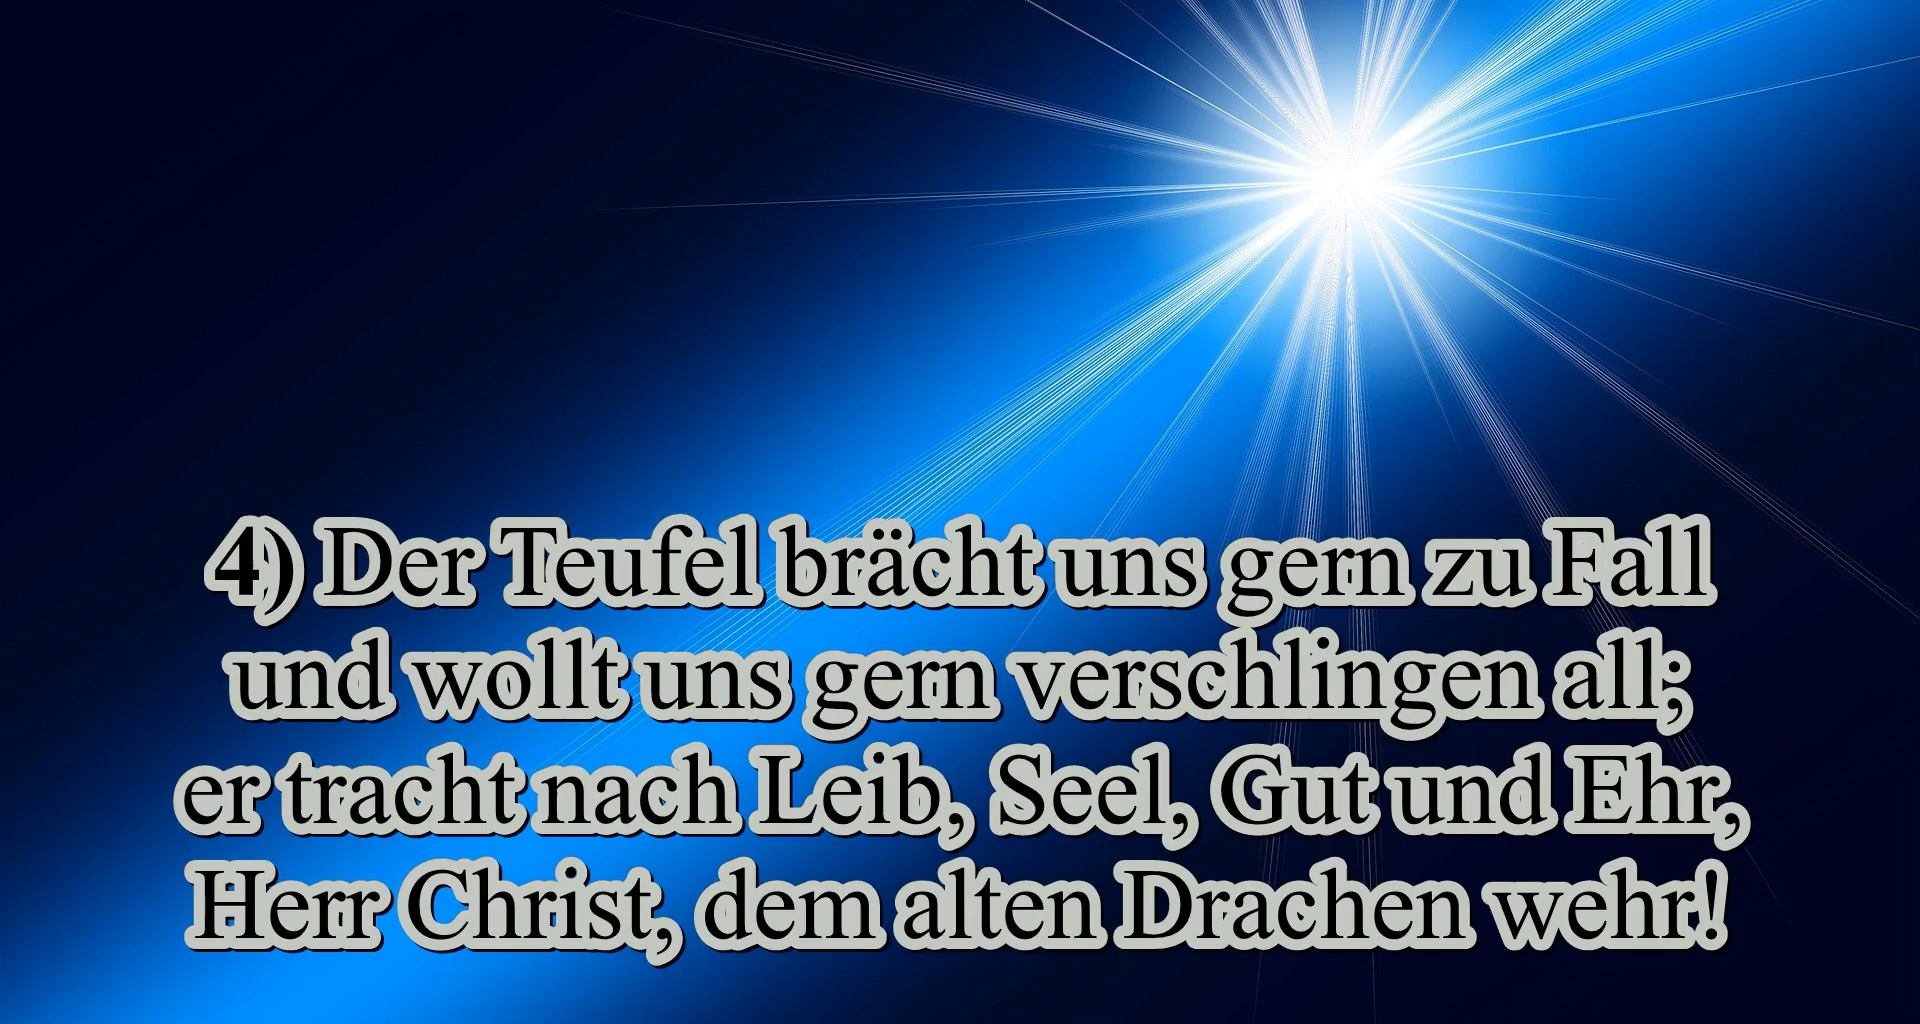 4) Der Teufel brächt uns gern zu Fall
und wollt uns gern verschlingen all;
er tracht nach Leib, Seel, Gut und Ehr,
Herr Christ, dem alten Drachen wehr!